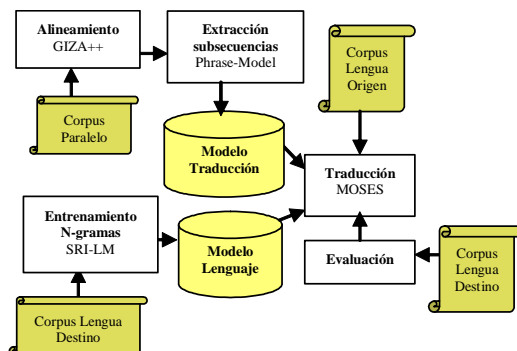 Alineamiento
GIZA++
Extracción
subsecuencias
Phrase-Model
Corpus
Lengua
Origen
Corpus
Paralelo
Modelo
Traducción
Traducción
MOSES
Entrenamiento
N-gramas
SRI-LM
Modelo
Lenguaje
Evaluación
Corpus
Lengua
Destino
Corpus Lengua
Destino